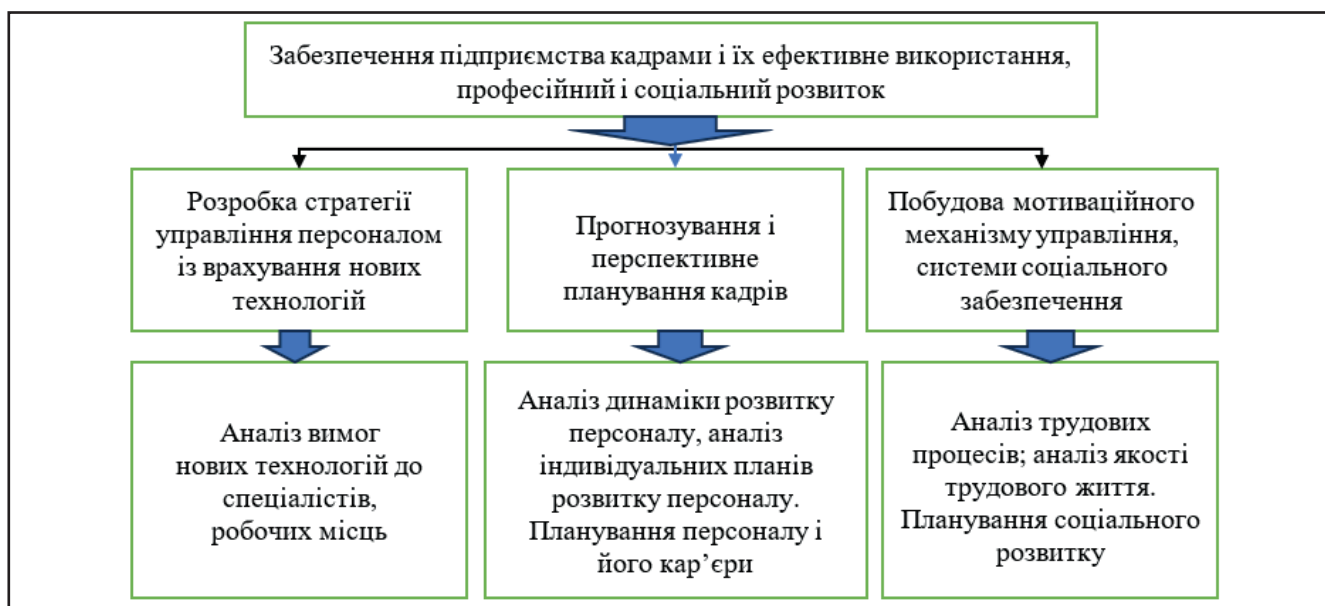 Забезпечення підприємства кадрами і їх ефективне використання,
професійний і соціальний розвиток
Розробка стратегії
управління персоналом
із врахування нових
технологій
Прогнозування і
перспективне
планування кадрів
Побудова мотиваційного
механізму управління,
системи соціального
забезпечення
Аналіз вимог
нових технологій до
спеціалістів,
робочих місць
Аналіз динаміки розвитку
персоналу, аналіз
індивідуальних планів
розвитку персоналу.
Планування персоналу і
його кар’єри
Аналіз трудових
процесів; аналіз якості
трудового життя.
Планування соціального
розвитку